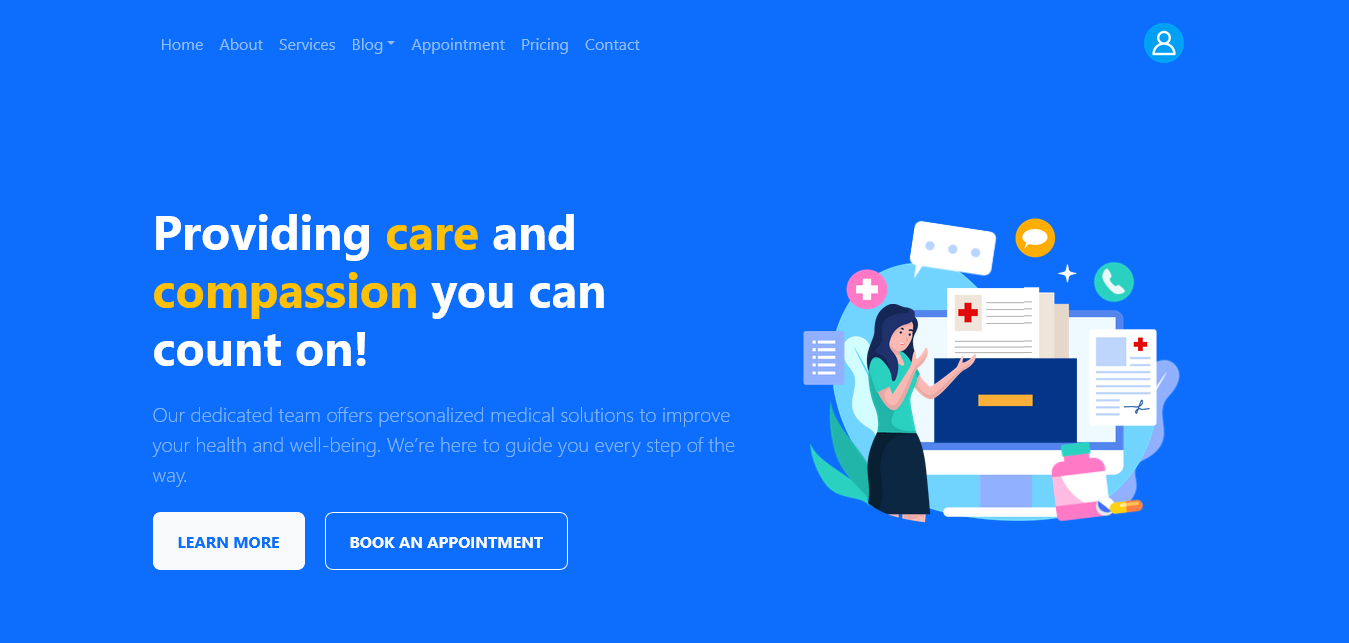 Home About Services Blog Appointment Pricing Contact
Providing care and
compassion you can
count on!
Our dedicated team offers personalized medical solutions to improve
your health and well-being. We’re here to guide you every step of the
way.
LEARN MORE BOOK AN APPOINTMENT